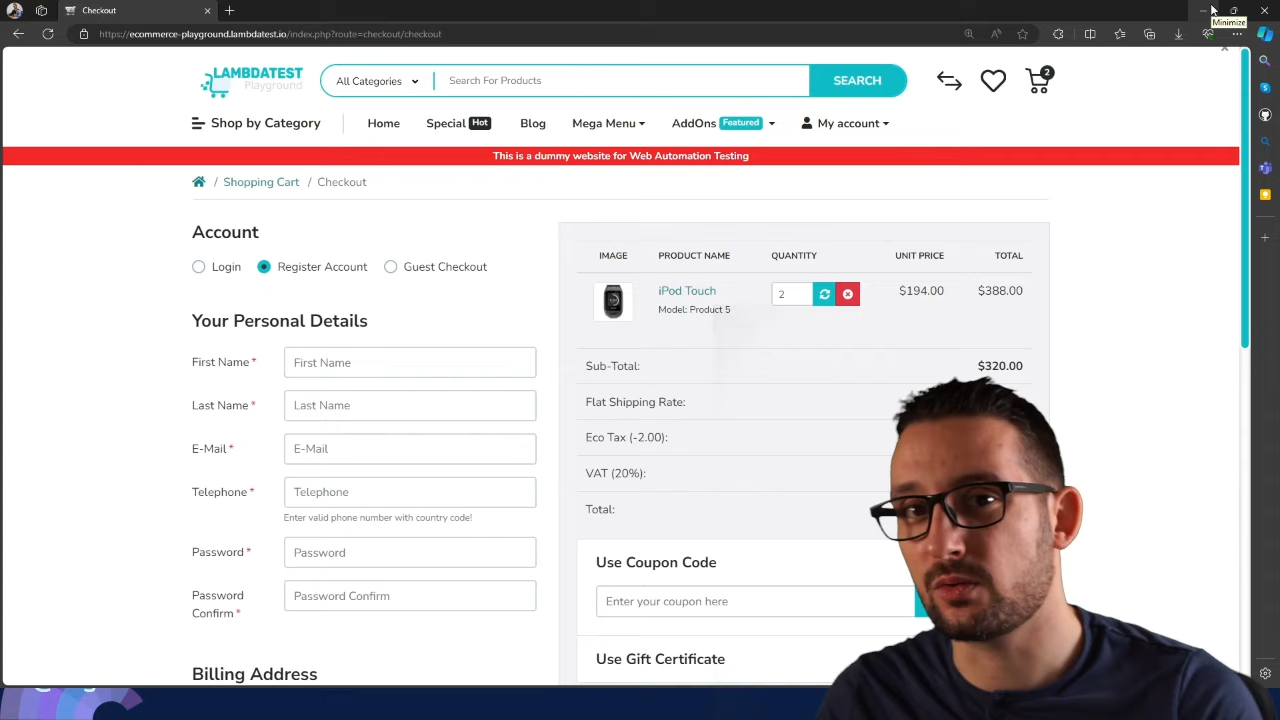 Checkout
Minimize
https://ecommerce-playground.lambdatest.io/index.php?route=checkout/checkout
LAMBDATEST
Playground
All Categories
Search For Products
SEARCH
2
Shop by Category
Home
Special Hot
Blog
Mega Menu
AddOns Featured
My account
This is a dummy website for Web Automation Testing
/ Shopping Cart / Checkout
Account
Login
Register Account
Guest Checkout
Your Personal Details
First Name *
First Name
Last Name *
Last Name
E-Mail *
E-Mail
Telephone *
Telephone
Enter valid phone number with country code!
Password *
Password
Password
Confirm *
Password Confirm
Billing Address
IMAGE PRODUCT NAME QUANTITY UNIT PRICE TOTAL
iPod Touch
Model: Product 5
2
$194.00
$388.00
Sub-Total: $320.00
Flat Shipping Rate:
Eco Tax (-2.00):
VAT (20%):
Total:
Use Coupon Code
Enter your coupon here
Use Gift Certificate